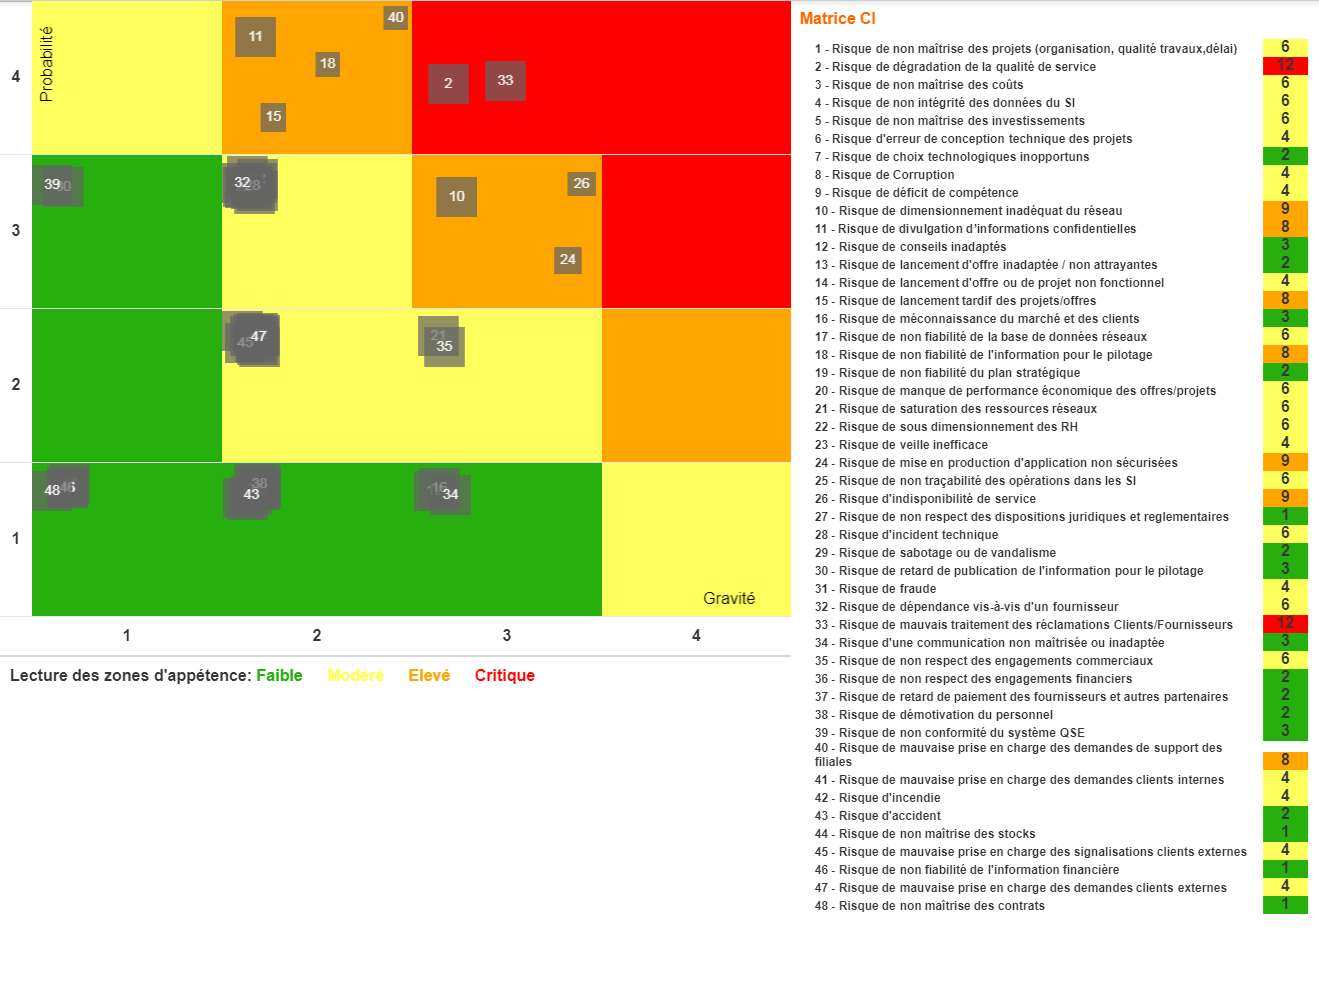 Probabilité
4
11
40
18
15
2
33
3
39
32
10
26
24
2
45
47
21
35
1
48
46
38
43
16
34
Gravité
1
2
3
4
Lecture des zones d'appétence: Faible Modéré Elevé Critique
Matrice CI
1 - Risque de non maîtrise des projets (organisation, qualité travaux,délai) 6
2 - Risque de dégradation de la qualité de service 12
3 - Risque de non maîtrise des coûts 6
4 - Risque de non intégrité des données du SI 6
5 - Risque de non maîtrise des investissements 6
6 - Risque d'erreur de conception technique des projets 4
7 - Risque de choix technologiques inopportuns 2
8 - Risque de Corruption 4
9 - Risque de déficit de compétence 4
10 - Risque de dimensionnement inadéquat du réseau 9
11 - Risque de divulgation d'informations confidentielles 8
12 - Risque de conseils inadaptés 3
13 - Risque de lancement d'offre inadaptée / non attrayantes 2
14 - Risque de lancement d'offre ou de projet non fonctionnel 4
15 - Risque de lancement tardif des projets/offres 8
16 - Risque de méconnaissance du marché et des clients 3
17 - Risque de non fiabilité de la base de données réseaux 6
18 - Risque de non fiabilité de l'information pour le pilotage 8
19 - Risque de non fiabilité du plan stratégique 2
20 - Risque de manque de performance économique des offres/projets 6
21 - Risque de saturation des ressources réseaux 6
22 - Risque de sous dimensionnement des RH 6
23 - Risque de veille inefficace 4
24 - Risque de mise en production d'application non sécurisées 9
25 - Risque de non traçabilité des opérations dans les SI 6
26 - Risque d'indisponibilité de service 9
27 - Risque de non respect des dispositions juridiques et reglementaires 1
28 - Risque d'incident technique 6
29 - Risque de sabotage ou de vandalisme 2
30 - Risque de retard de publication de l'information pour le pilotage 3
31 - Risque de fraude 4
32 - Risque de dépendance vis-à-vis d'un fournisseur 6
33 - Risque de mauvais traitement des réclamations Clients/Fournisseurs 12
34 - Risque d'une communication non maîtrisée ou inadaptée 3
35 - Risque de non respect des engagements commerciaux 6
36 - Risque de non respect des engagements financiers 2
37 - Risque de retard de paiement des fournisseurs et autres partenaires 2
38 - Risque de démotivation du personnel 2
39 - Risque de non conformité du système QSE 3
40 - Risque de mauvaise prise en charge des demandes de support des
filiales 8
41 - Risque de mauvaise prise en charge des demandes clients internes 4
42 - Risque d'incendie 4
43 - Risque d'accident 2
44 - Risque de non maîtrise des stocks 1
45 - Risque de mauvaise prise en charge des signalisations clients externes 4
46 - Risque de non fiabilité de l'information financière 1
47 - Risque de mauvaise prise en charge des demandes clients externes 4
48 - Risque de non maîtrise des contrats 1